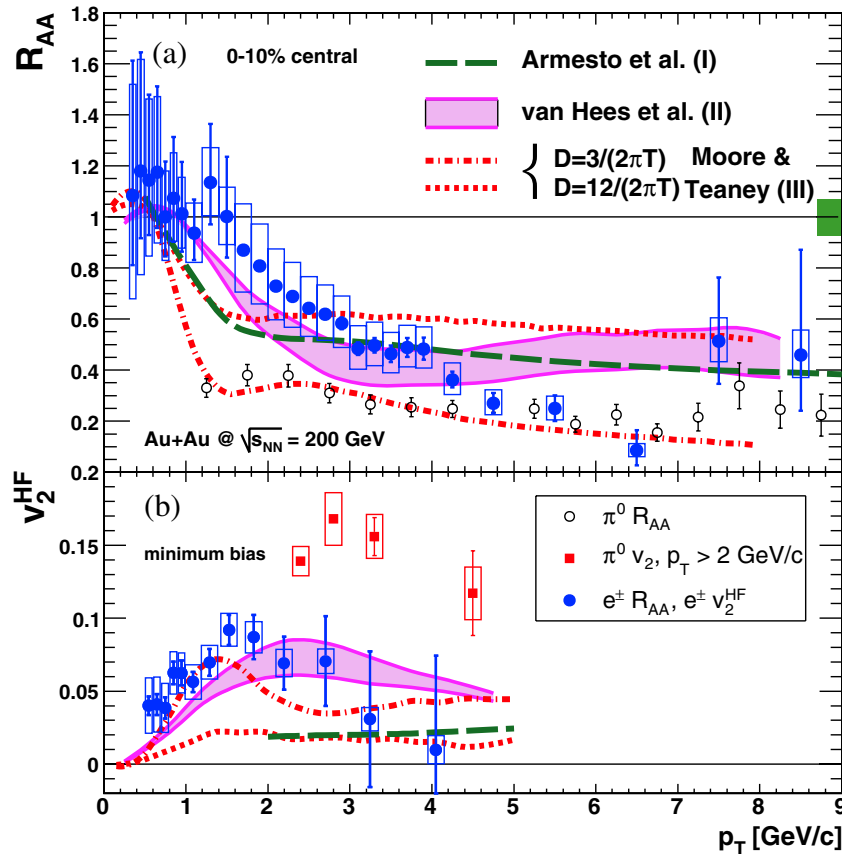 R_AA
1.8
1.6
1.4
1.2
1
0.8
0.6
0.4
0.2
(a)
0-10% central
Armesto et al. (I)
van Hees et al. (II)
D=3/(2πT)
D=12/(2πT)
{
Moore &
Teaney (III)
Au+Au @ √s_NN = 200 GeV
v_2^HF
0.2
0.15
0.1
0.05
0
(b)
minimum bias
π^0 R_AA
π^0 v_2, p_T > 2 GeV/c
e^± R_AA, e^± v_2^HF
0 1 2 3 4 5 6 7 8 9
p_T [GeV/c]